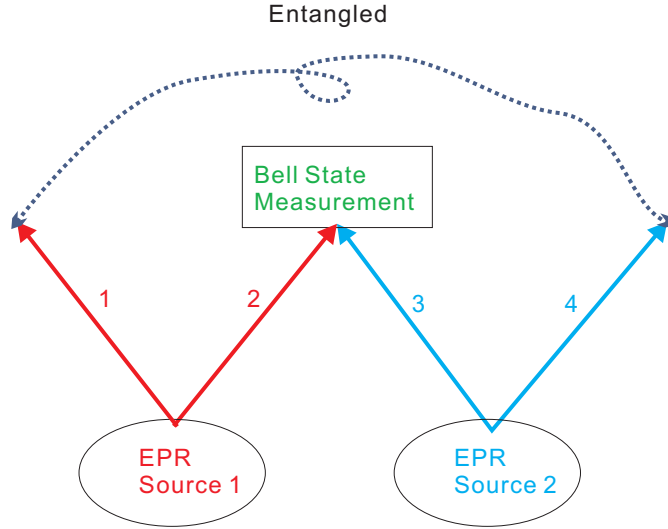 Entangled
Bell State
Measurement
1
2
3
4
EPR
Source 1
EPR
Source 2